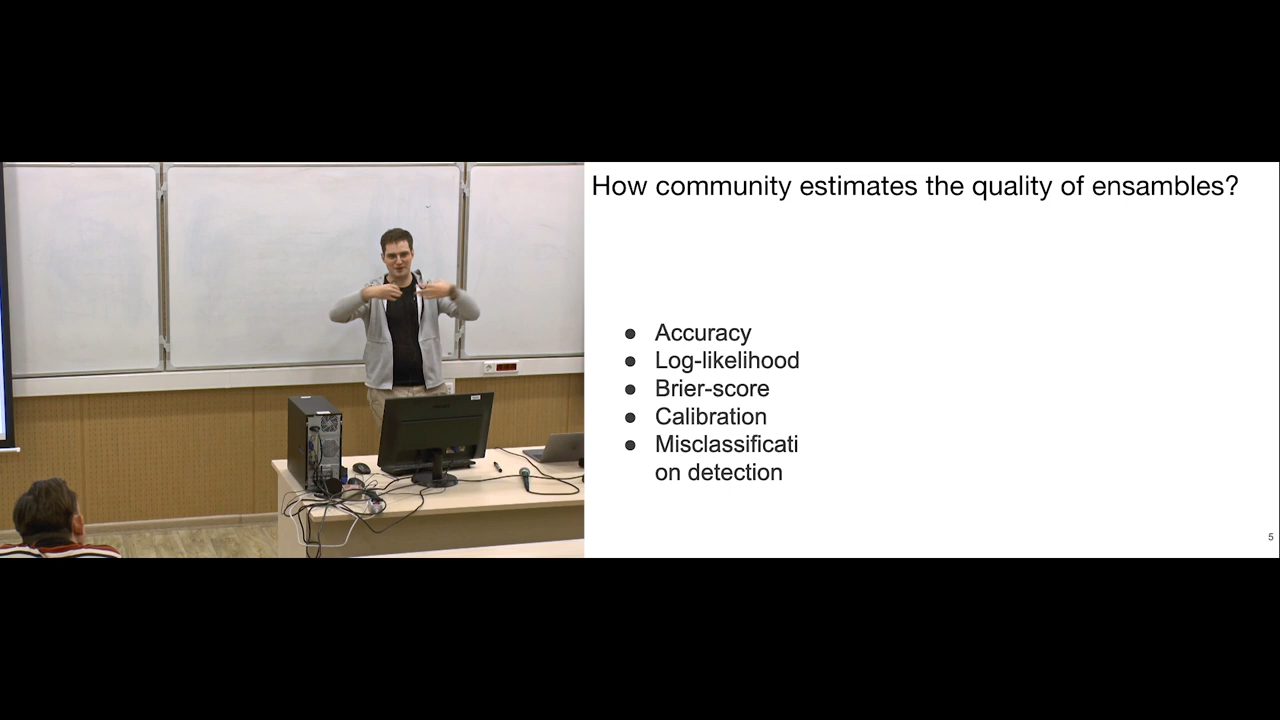 How community estimates the quality of ensambles?
● Accuracy
● Log-likelihood
● Brier-score
● Calibration
● Misclassificati
on detection
5